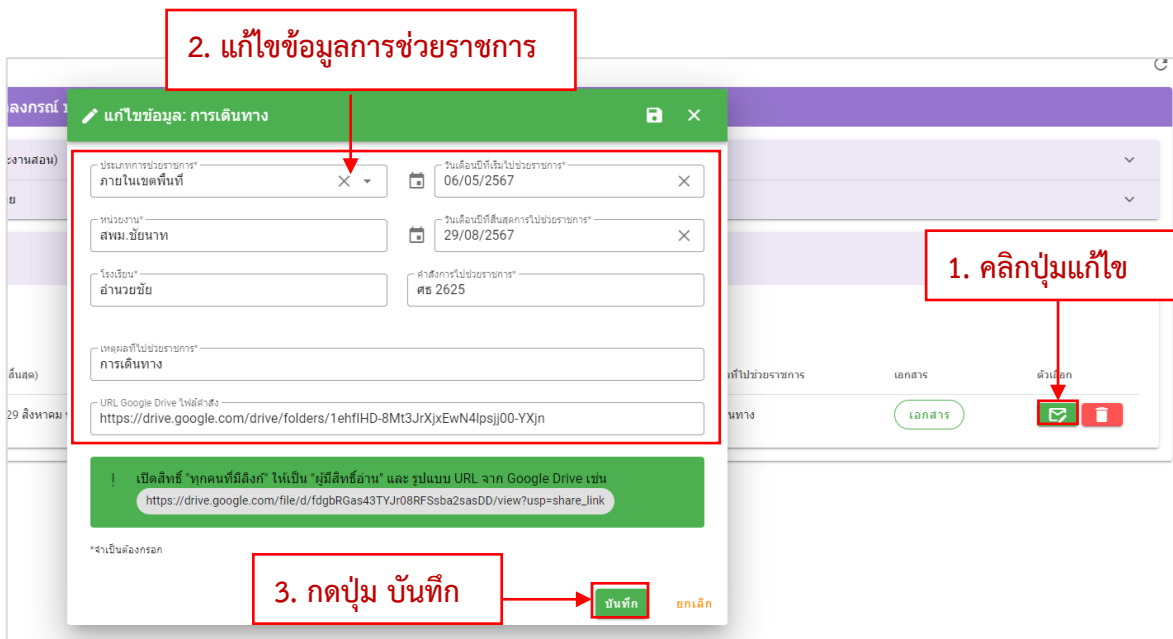 2. แก้ไขข้อมูลการช่วยราชการ
ลงกรณ์
แก้ไขข้อมูล: การเดินทาง
ะงานสอน)
ย
ประเภทการช่วยราชการ*
ภายในเขตพื้นที่
วันเดือนปีที่เริ่มไปช่วยราชการ*
06/05/2567
หน่วยงาน*
สพม.ชัยนาท
วันเดือนปีที่สิ้นสุดการไปช่วยราชการ*
29/08/2567
โรงเรียน*
อำนวยชัย
คำสั่งการไปช่วยราชการ*
ศธ 2625
1. คลิกปุ่มแก้ไข
เหตุผลที่ไปช่วยราชการ*
การเดินทาง
สิ้นสุด)
ที่ไปช่วยราชการ
เอกสาร
ตัวเลือก
URL Google Drive ไฟล์คำสั่ง
https://drive.google.com/drive/folders/1ehfIHD-8Mt3JrXjxEwN4lpsjj00-YXjn
29 สิงหาคม
นทาง
เอกสาร
! เปิดสิทธิ์ "ทุกคนที่มีลิงก์" ให้เป็น "ผู้มีสิทธิ์อ่าน" และ รูปแบบ URL จาก Google Drive เช่น
https://drive.google.com/file/d/fdgbRGas43TYJr08RFSsba2sasDD/view?usp=share_link
*จำเป็นต้องกรอก
3. กดปุ่ม บันทึก
บันทึก
ยกเลิก